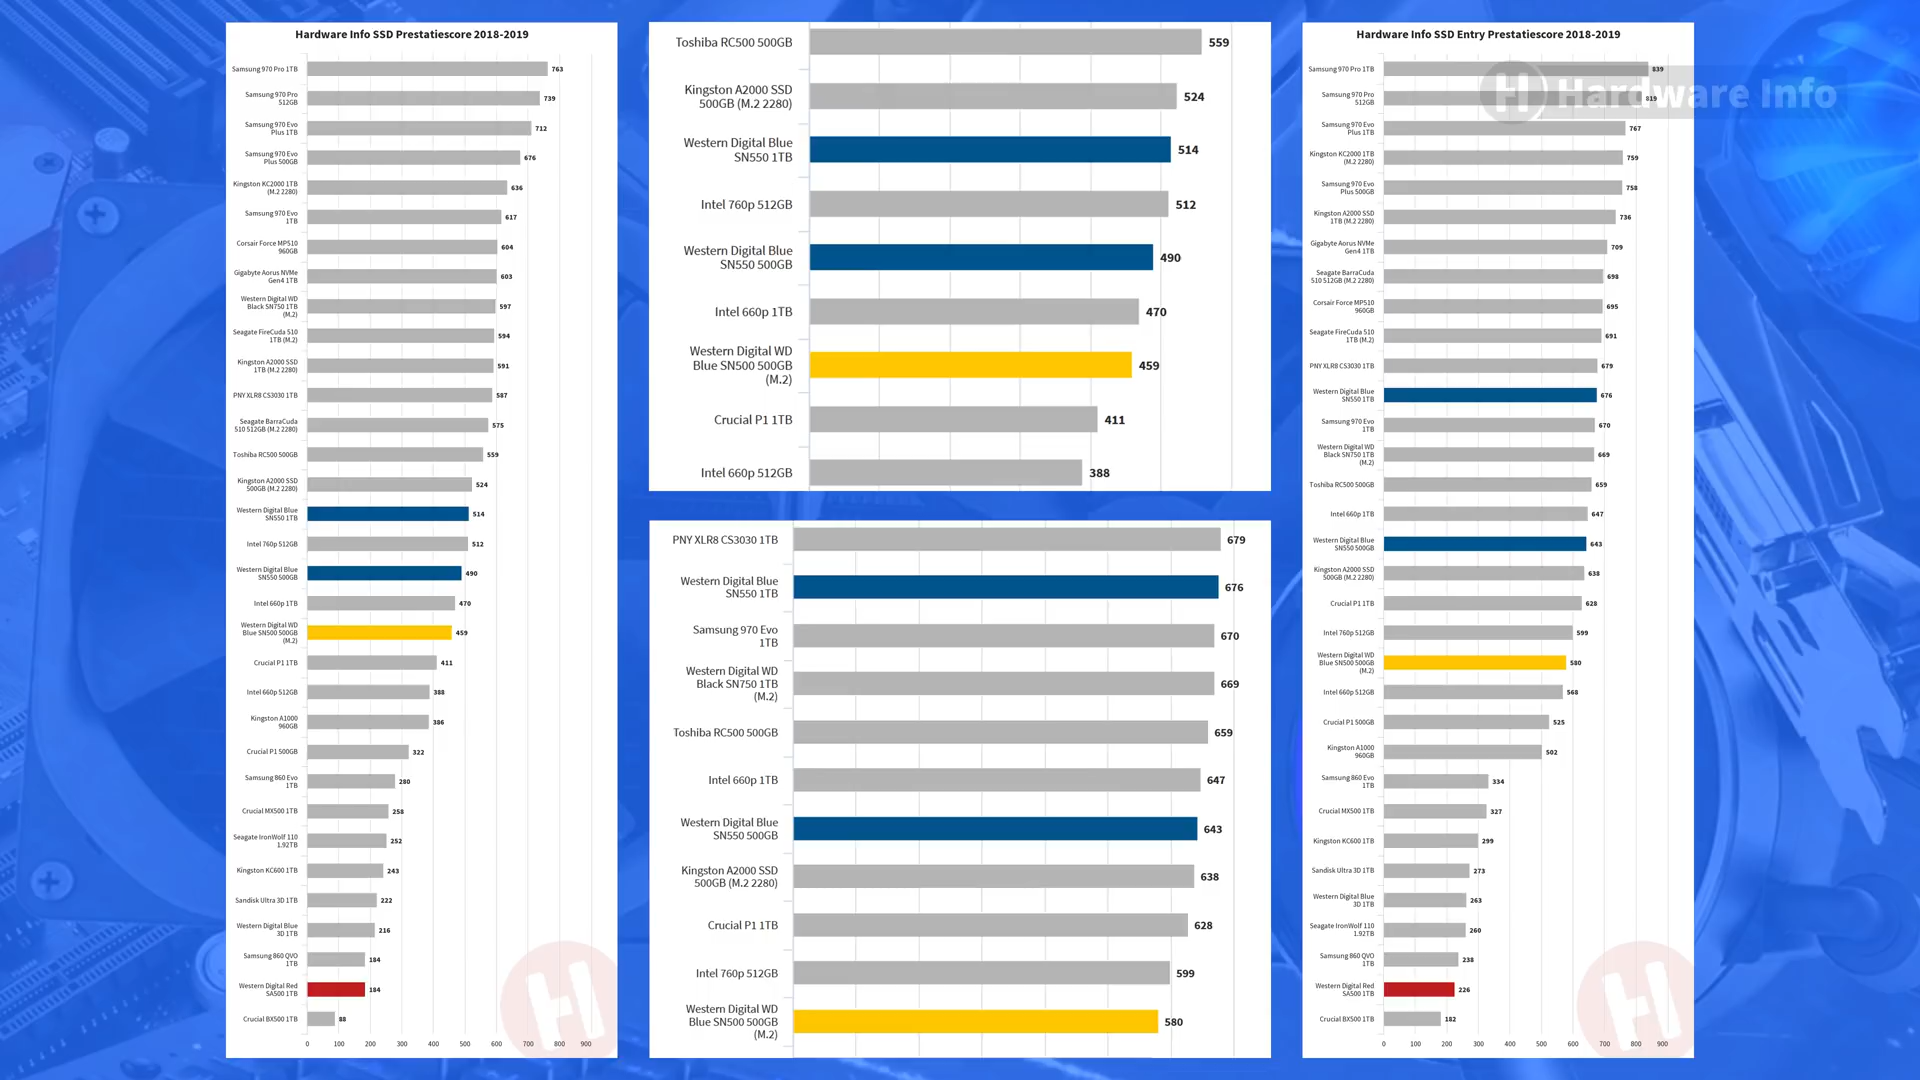 Hardware Info SSD Prestatiescore 2018-2019
Samsung 970 Pro 1TB
763
Samsung 970 Pro
512GB
739
Samsung 970 Evo
Plus 1TB
712
Samsung 970 Evo
Plus 500GB
676
Kingston KC2000 1TB
(M.2 2280)
636
Samsung 970 Evo
1TB
617
Corsair Force MP510
960GB
604
Gigabyte Aorus NVMe
Gen4 1TB
603
Western Digital WD
Black SN750 1TB
(M.2)
597
Seagate FireCuda 510
1TB (M.2)
594
Kingston A2000 SSD
1TB (M.2 2280)
591
PNY XLR8 CS3030 1TB
587
Seagate BarraCuda
510 512GB (M.2 2280)
575
Toshiba RC500 500GB
559
Kingston A2000 SSD
500GB (M.2 2280)
524
Western Digital Blue
SN550 1TB
514
Intel 760p 512GB
512
Western Digital Blue
SN550 500GB
490
Intel 660p 1TB
470
Western Digital WD
Blue SN500 500GB
(M.2)
459
Crucial P1 1TB
411
Intel 660p 512GB
388
Kingston A1000
960GB
386
Crucial P1 500GB
322
Samsung 860 Evo
1TB
280
Crucial MX500 1TB
258
Seagate IronWolf 110
1.92TB
252
Kingston KC600 1TB
243
Sandisk Ultra 3D 1TB
222
Western Digital Blue
3D 1TB
216
Samsung 860 QVO
1TB
184
Western Digital Red
SA500 1TB
184
Crucial BX500 1TB
88
0 100 200 300 400 500 600 700 800 900
Toshiba RC500 500GB
559
Kingston A2000 SSD
500GB (M.2 2280)
524
Western Digital Blue
SN550 1TB
514
Intel 760p 512GB
512
Western Digital Blue
SN550 500GB
490
Intel 660p 1TB
470
Western Digital WD
Blue SN500 500GB
(M.2)
459
Crucial P1 1TB
411
Intel 660p 512GB
388
PNY XLR8 CS3030 1TB
679
Western Digital Blue
SN550 1TB
676
Samsung 970 Evo
1TB
670
Western Digital WD
Black SN750 1TB
(M.2)
669
Toshiba RC500 500GB
659
Intel 660p 1TB
647
Western Digital Blue
SN550 500GB
643
Kingston A2000 SSD
500GB (M.2 2280)
638
Crucial P1 1TB
628
Intel 760p 512GB
599
Western Digital WD
Blue SN500 500GB
(M.2)
580
Hardware Info SSD Entry Prestatiescore 2018-2019
Samsung 970 Pro 1TB
839
Hardware Info
Samsung 970 Pro
512GB
819
Samsung 970 Evo
Plus 1TB
767
Kingston KC2000 1TB
(M.2 2280)
759
Samsung 970 Evo
Plus 500GB
758
Kingston A2000 SSD
1TB (M.2 2280)
736
Gigabyte Aorus NVMe
Gen4 1TB
709
Seagate BarraCuda
510 512GB (M.2 2280)
698
Corsair Force MP510
960GB
695
Seagate FireCuda 510
1TB (M.2)
691
PNY XLR8 CS3030 1TB
679
Western Digital Blue
SN550 1TB
676
Samsung 970 Evo
1TB
670
Western Digital WD
Black SN750 1TB
(M.2)
669
Toshiba RC500 500GB
659
Intel 660p 1TB
647
Western Digital Blue
SN550 500GB
643
Kingston A2000 SSD
500GB (M.2 2280)
638
Crucial P1 1TB
628
Intel 760p 512GB
599
Western Digital WD
Blue SN500 500GB
(M.2)
580
Intel 660p 512GB
568
Crucial P1 500GB
525
Kingston A1000
960GB
502
Samsung 860 Evo
1TB
334
Crucial MX500 1TB
327
Kingston KC600 1TB
299
Sandisk Ultra 3D 1TB
273
Western Digital Blue
3D 1TB
263
Seagate IronWolf 110
1.92TB
260
Samsung 860 QVO
1TB
238
Western Digital Red
SA500 1TB
226
Crucial BX500 1TB
182
0 100 200 300 400 500 600 700 800 900